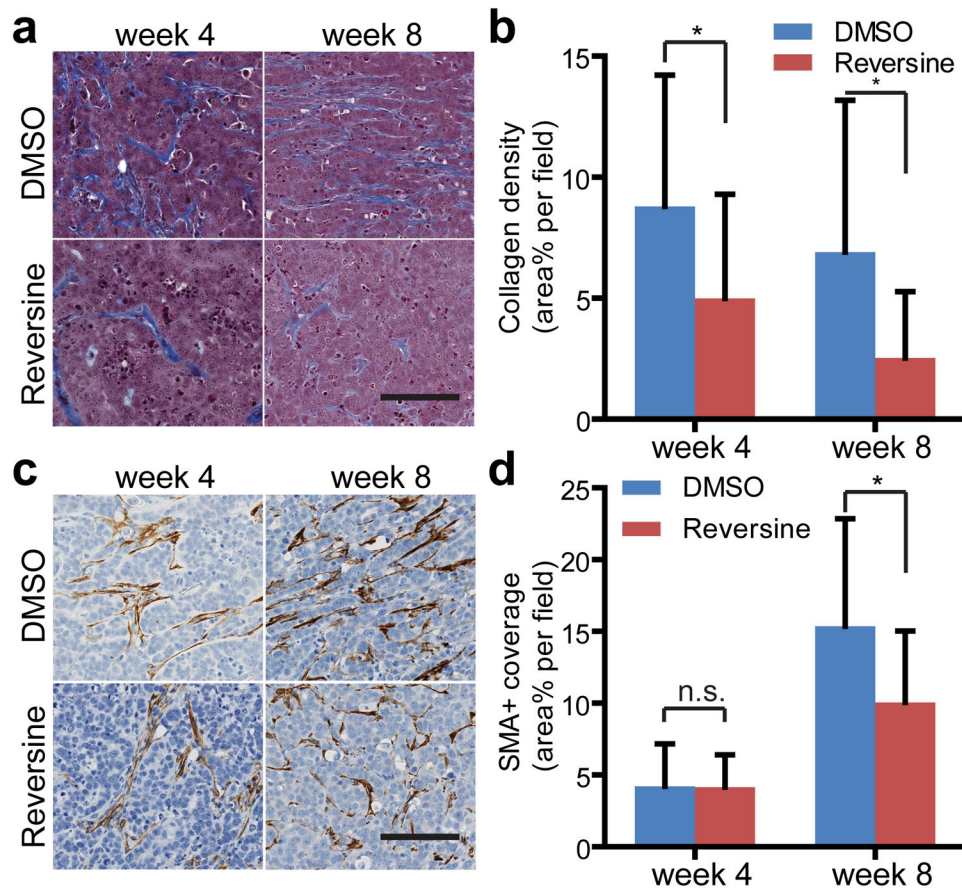 a
week 4 week 8
DMSO
Reversine
b
DMSO
Reversine
Collagen density
(area% per field)
15
10
5
0
*
*
week 4 week 8
c
week 4 week 8
DMSO
Reversine
d
DMSO
Reversine
SMA+ coverage
(area% per field)
25
20
15
10
5
0
n.s.
*
week 4 week 8